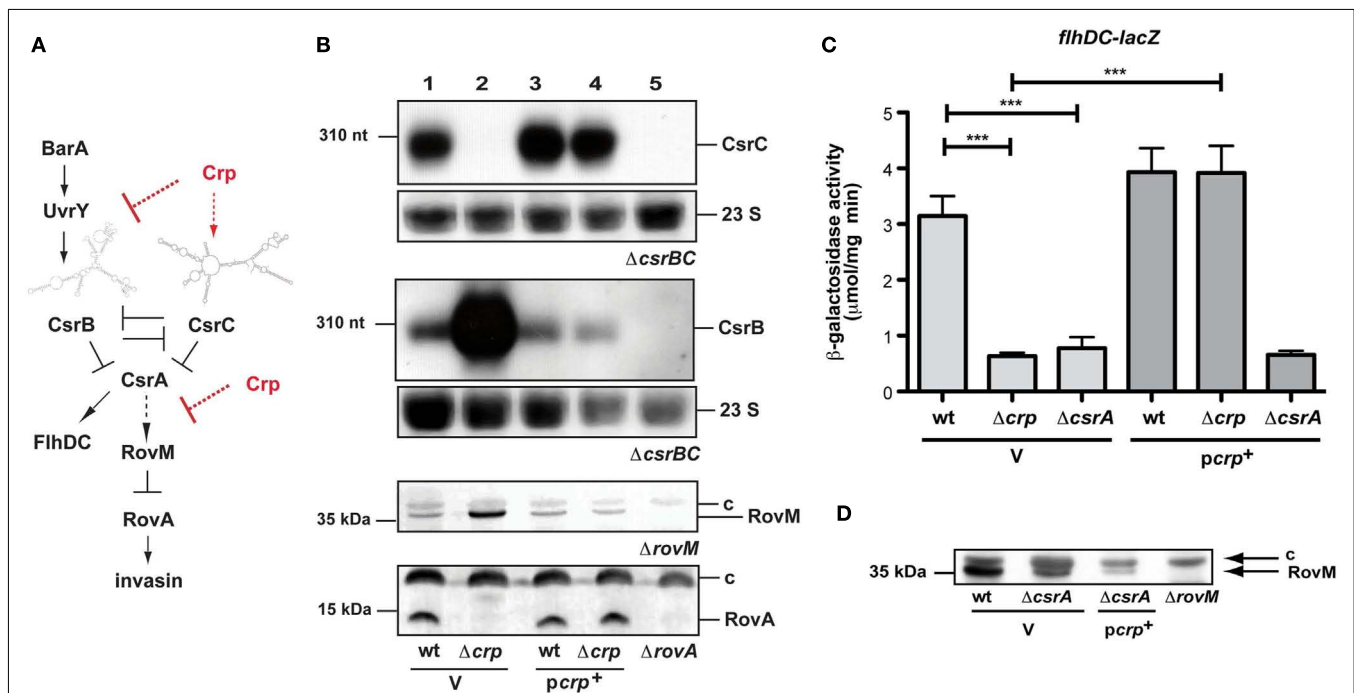 A
BarA
Crp
UvrY
CsrB
CsrC
CsrA
Crp
FlhDC
RovM
RovA
invasin
B
1 2 3 4 5
310 nt
CsrC
23 S
ΔcsrBC
310 nt
CsrB
23 S
ΔcsrBC
c
35 kDa
RovM
ΔrovM
c
15 kDa
RovA
wt Δcrp wt Δcrp ΔrovA
V pcrp+
C
flhDC-lacZ
***
***
***
β-galactosidase activity
(μmol/mg min)
5
4
3
2
1
0
wt Δcrp ΔcsrA wt Δcrp ΔcsrA
V pcrp+
D
c
35 kDa
RovM
wt ΔcsrA ΔcsrA ΔrovM
V pcrp+